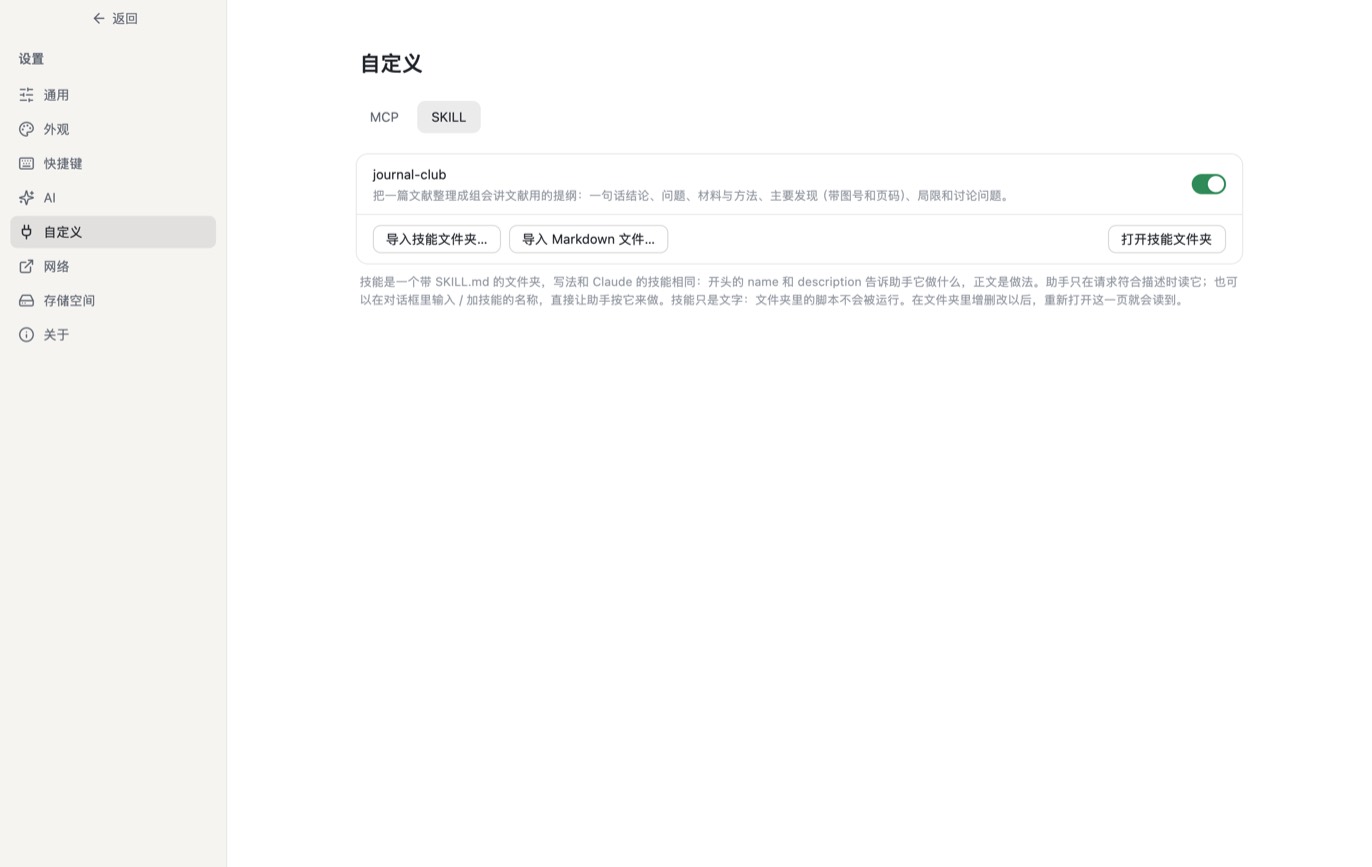 返回
设置
通用
外观
快捷键
AI
自定义
网络
存储空间
关于
自定义
MCP
SKILL
journal-club
把一篇文献整理成组会讲文献用的提纲：一句话结论、问题、材料与方法、主要发现（带图号和页码）、局限和讨论问题。
导入技能文件夹...
导入 Markdown 文件...
打开技能文件夹
技能是一个带 SKILL.md 的文件夹，写法和 Claude 的技能相同：开头的 name 和 description 告诉助手它做什么，正文是做法。助手只在请求符合描述时读它；也可
以在对话框里输入 / 加技能的名称，直接让助手按它来做。技能只是文字：文件夹里的脚本不会被运行。在文件夹里增删改以后，重新打开这一页就会读到。